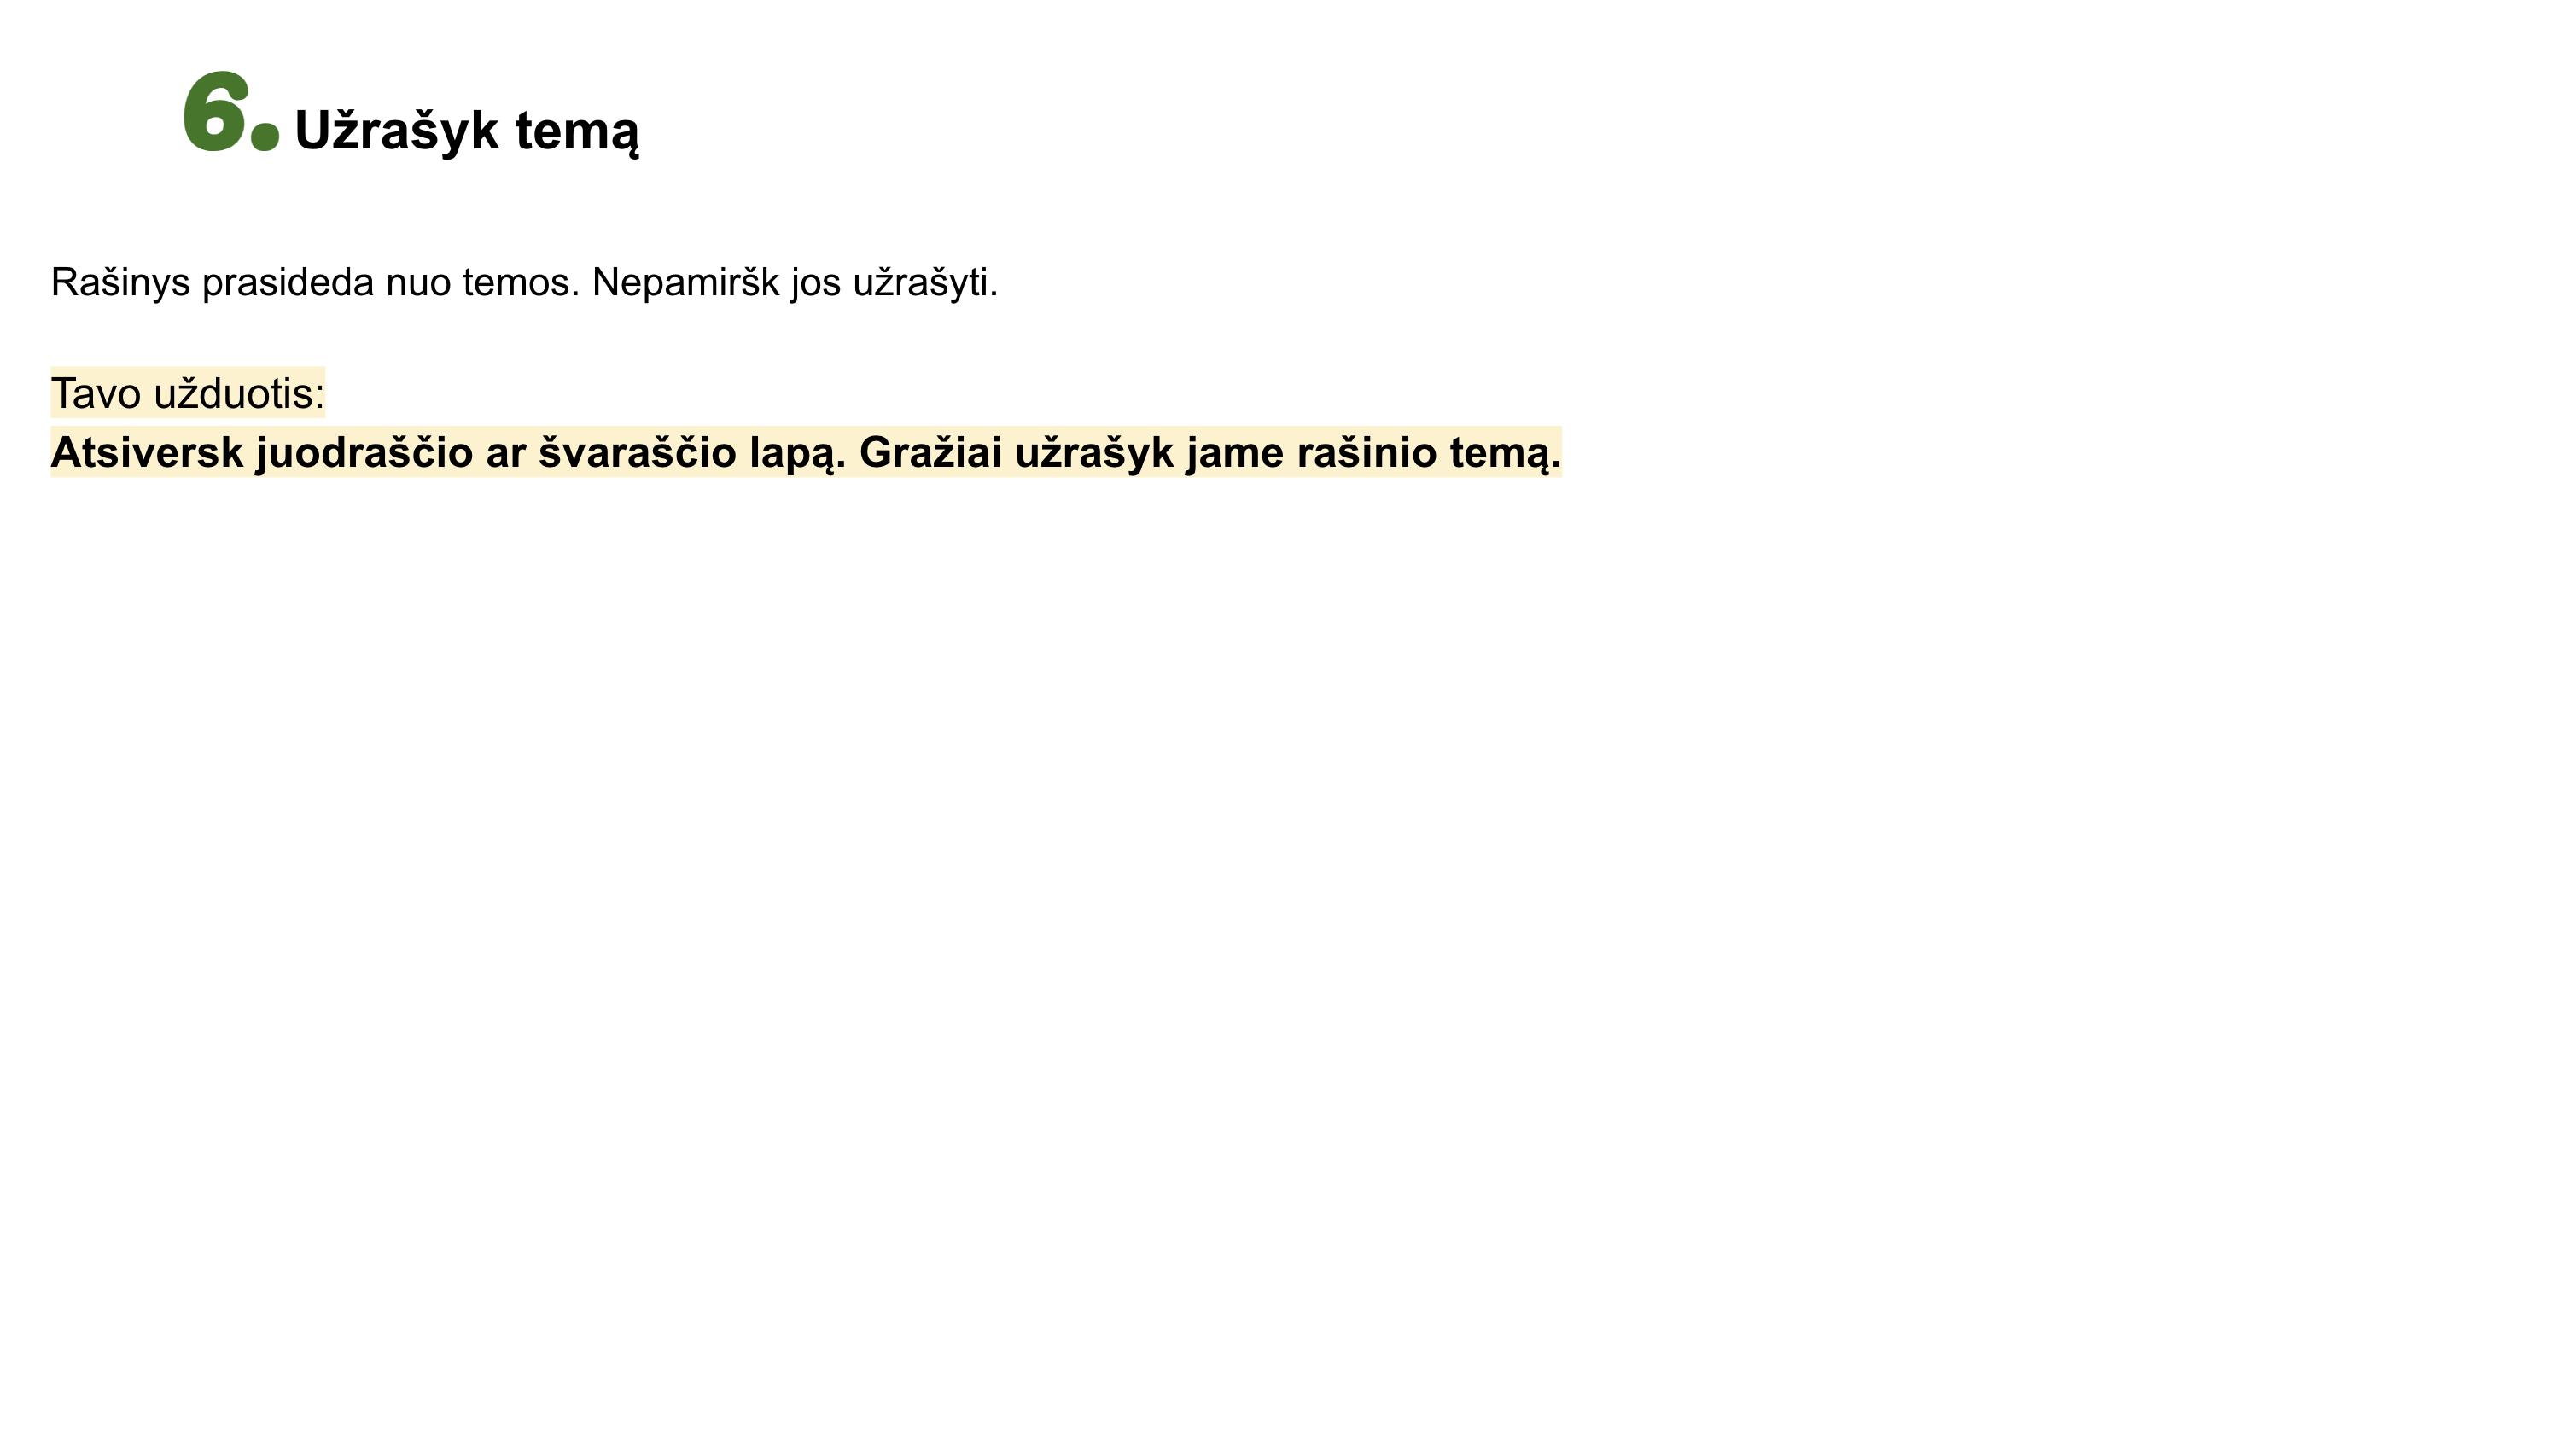 6. Užrašyk temą
Rašinys prasideda nuo temos. Nepamiršk jos užrašyti.
Tavo užduotis:
Atsiversk juodraščio ar švaraščio lapą. Gražiai užrašyk jame rašinio temą.